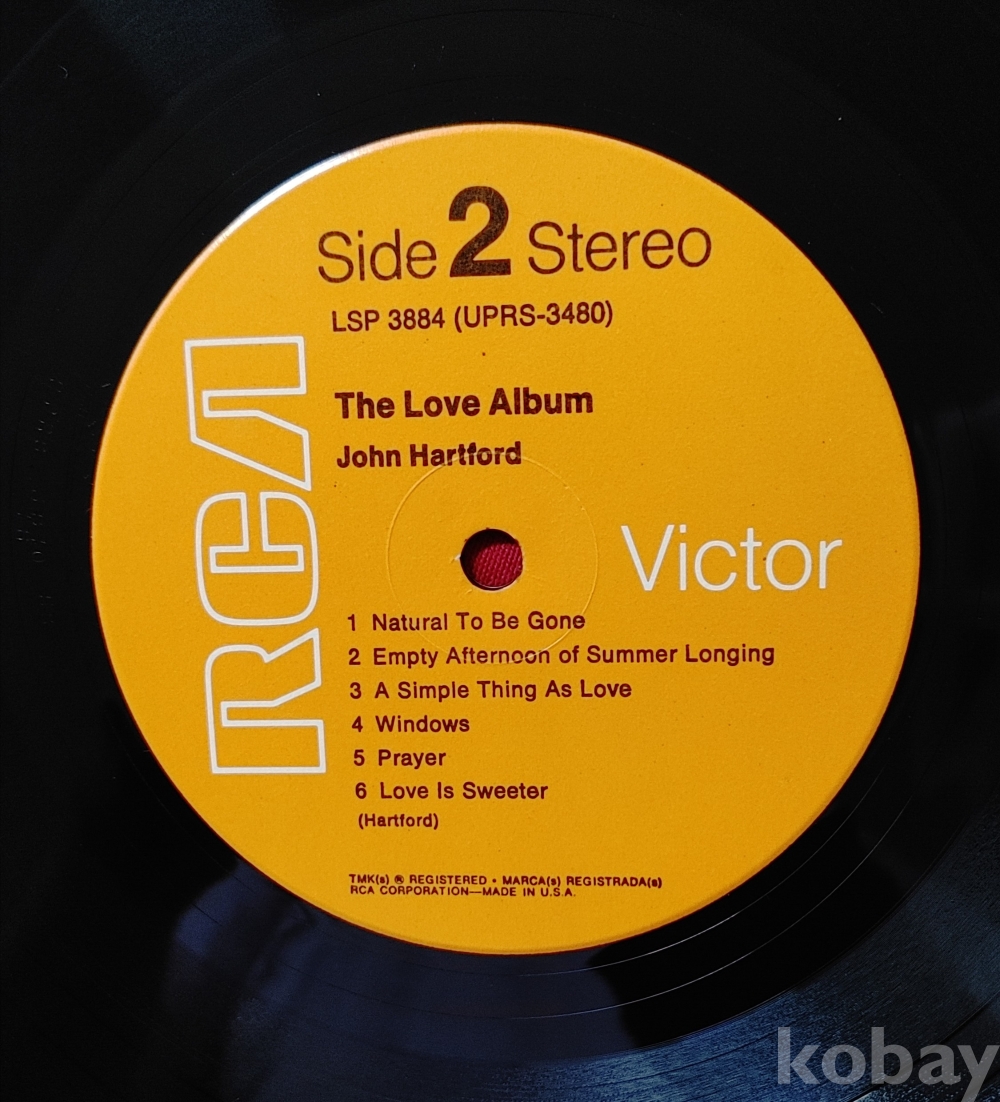 Side 2 Stereo
LSP 3884 (UPRS-3480)
The Love Album
John Hartford
RCA
Victor
1 Natural To Be Gone
2 Empty Afternoon of Summer Longing
3 A Simple Thing As Love
4 Windows
5 Prayer
6 Love Is Sweeter
(Hartford)
TMK(s) ® REGISTERED • MARCA(s) REGISTRADA(s)
RCA CORPORATION—MADE IN U.S.A.
kobay